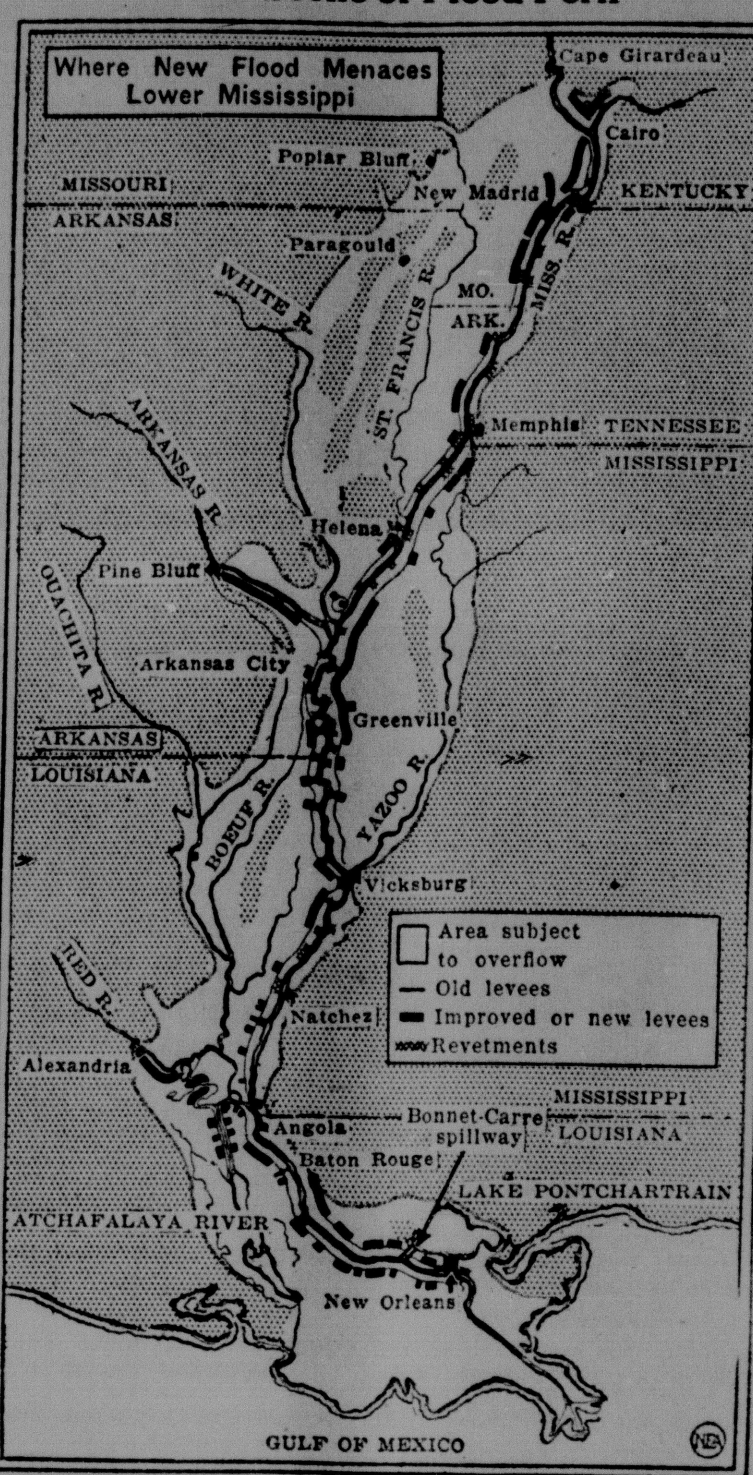 of Flood Peril
Where New Flood Menaces
Lower Mississippi
Cape Girardeau
Cairo
Poplar Bluff
New Madrid
MISSOURI
ARKANSAS
KENTUCKY
Paragould
WHITE R.
ST. FRANCIS R.
MO.
ARK.
MISS. R.
Memphis
TENNESSEE
MISSISSIPPI
ARKANSAS R.
Helena
Pine Bluff
OUACHITA R.
Arkansas City
Greenville
ARKANSAS
LOUISIANA
BOEUF R.
YAZOO R.
Vicksburg
Area subject
to overflow
Old levees
Improved or new levees
Revetments
RED R.
Natchez
Alexandria
MISSISSIPPI
LOUISIANA
Angola
Bonnet-Carre
spillway
Baton Rouge
LAKE PONTCHARTRAIN
ATCHAFALAYA RIVER
New Orleans
GULF OF MEXICO
NEA